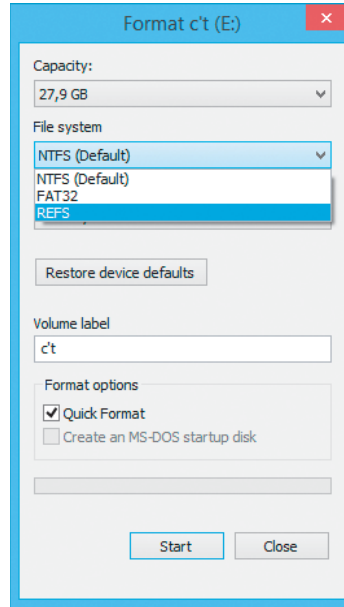 Format c't (E:)
Capacity:
27,9 GB
File system
NTFS (Default)
NTFS (Default)
FAT32
REFS
Restore device defaults
Volume label
c't
Format options
Quick Format
Create an MS-DOS startup disk
Start Close